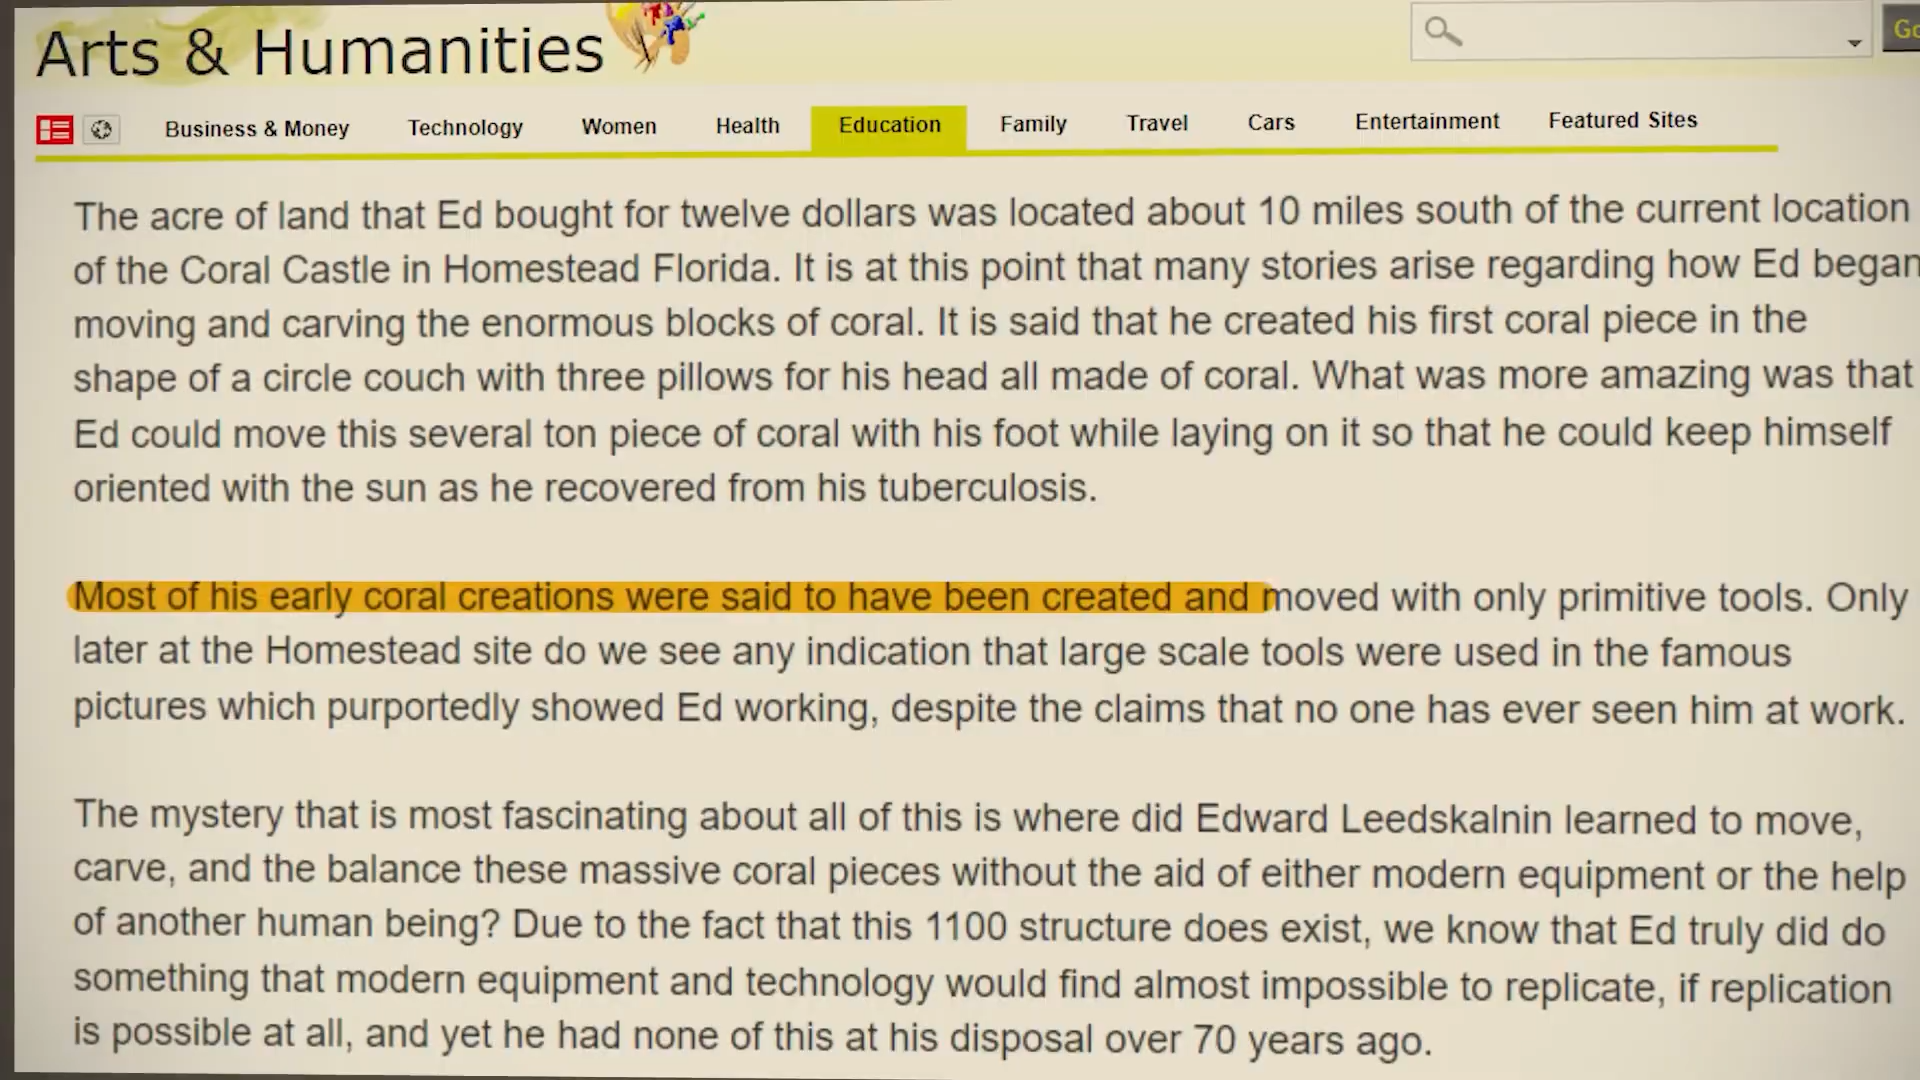 Arts & Humanities
Business & Money Technology Women Health Education Family Travel Cars Entertainment Featured Sites
The acre of land that Ed bought for twelve dollars was located about 10 miles south of the current location
of the Coral Castle in Homestead Florida. It is at this point that many stories arise regarding how Ed began
moving and carving the enormous blocks of coral. It is said that he created his first coral piece in the
shape of a circle couch with three pillows for his head all made of coral. What was more amazing was that
Ed could move this several ton piece of coral with his foot while laying on it so that he could keep himself
oriented with the sun as he recovered from his tuberculosis.
Most of his early coral creations were said to have been created and moved with only primitive tools. Only
later at the Homestead site do we see any indication that large scale tools were used in the famous
pictures which purportedly showed Ed working, despite the claims that no one has ever seen him at work.
The mystery that is most fascinating about all of this is where did Edward Leedskalnin learned to move,
carve, and the balance these massive coral pieces without the aid of either modern equipment or the help
of another human being? Due to the fact that this 1100 structure does exist, we know that Ed truly did do
something that modern equipment and technology would find almost impossible to replicate, if replication
is possible at all, and yet he had none of this at his disposal over 70 years ago.